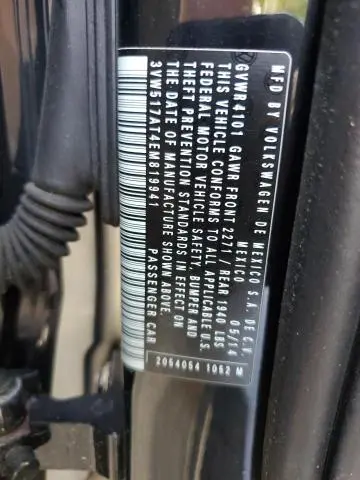 MFD BY VOLKSWAGEN DE MEXICO S.A. DE C.V.
MEXICO 05/14
GVWR 4101 GAWR FRONT 2271 / REAR 1940 LBS
THIS VEHICLE CONFORMS TO ALL APPLICABLE U.S.
FEDERAL MOTOR VEHICLE SAFETY, BUMPER AND
THEFT PREVENTION STANDARDS IN EFFECT ON
THE DATE OF MANUFACTURE SHOWN ABOVE.
3VW517AT4EM819941 PASSENGER CAR
2054054 1052 M